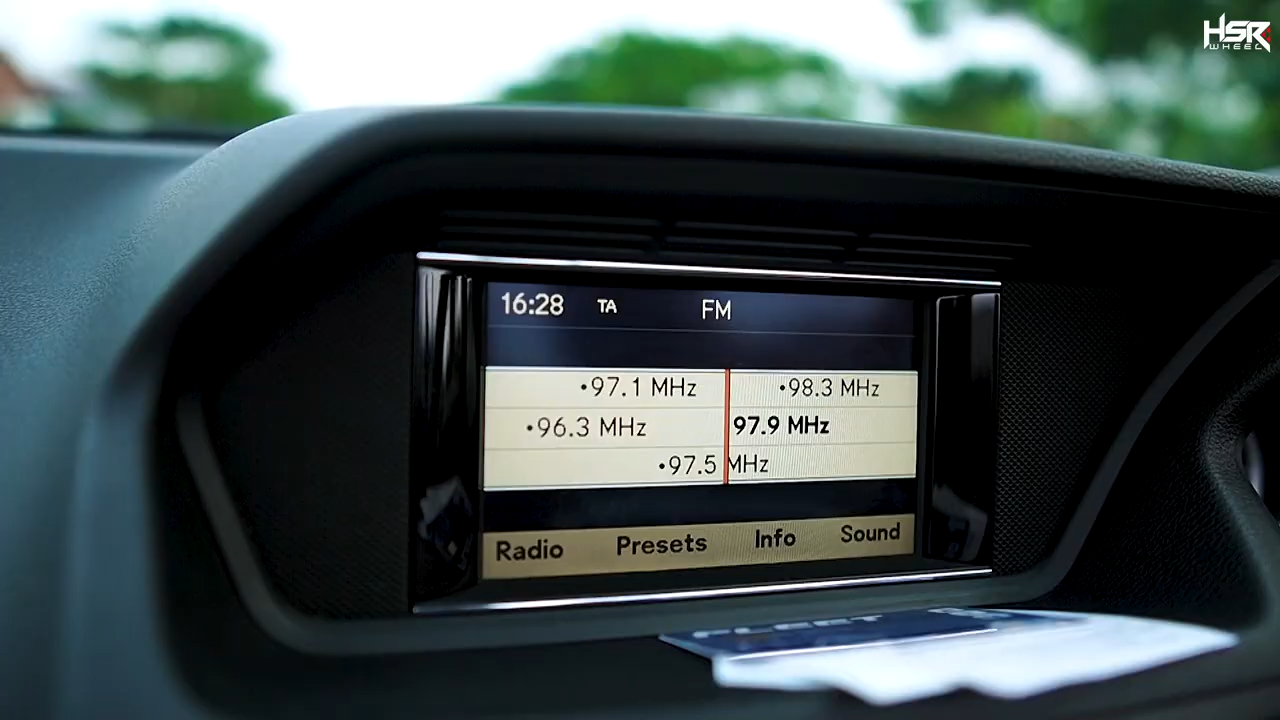 HSR
WHEEL
16:28 TA FM
•97.1 MHz •98.3 MHz
•96.3 MHz 97.9 MHz
•97.5 MHz
Radio Presets Info Sound
FLEET